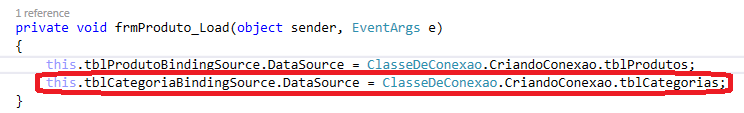 1 reference
private void frmProduto_Load(object sender, EventArgs e)
{
this.tblProdutoBindingSource.DataSource = ClasseDeConexao.CriandoConexao.tblProdutos;
this.tblCategoriaBindingSource.DataSource = ClasseDeConexao.CriandoConexao.tblCategorias;
}